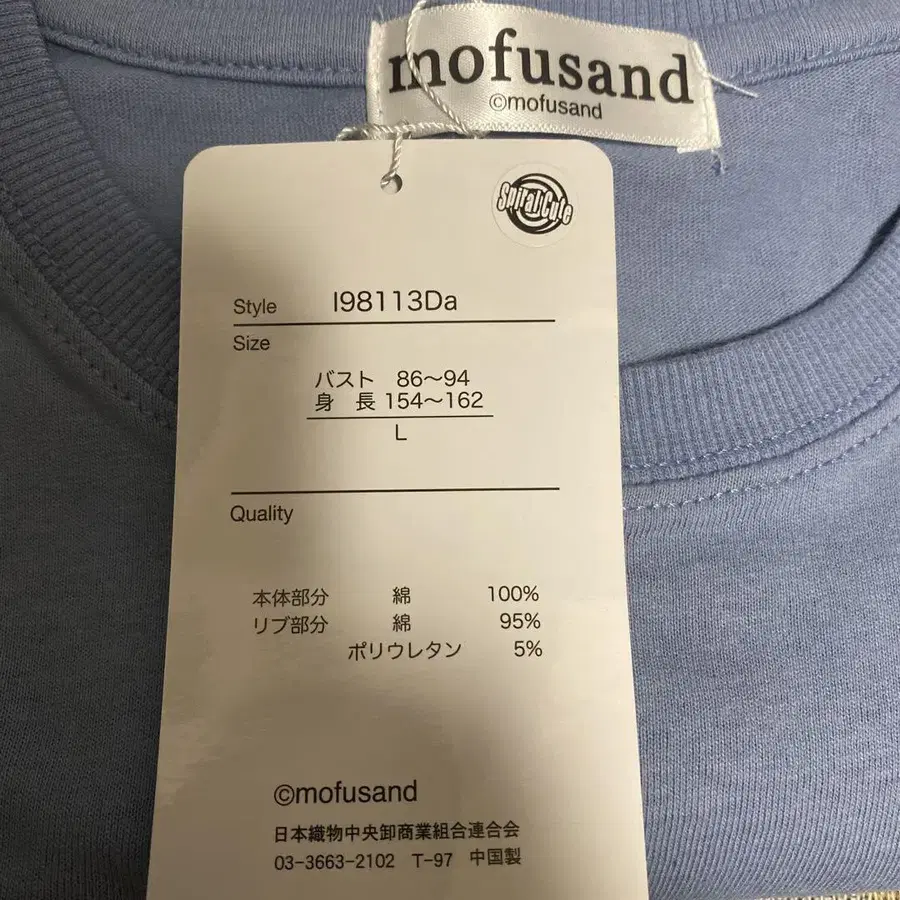 mofusand
©mofusand
Spiral Cute
Style I98113Da
Size
バスト 86～94
身 長 154～162
L
Quality
本体部分 綿 100%
リブ部分 綿 95%
ポリウレタン 5%
©mofusand
日本織物中央卸商業組合連合会
03-3663-2102 T-97 中国製